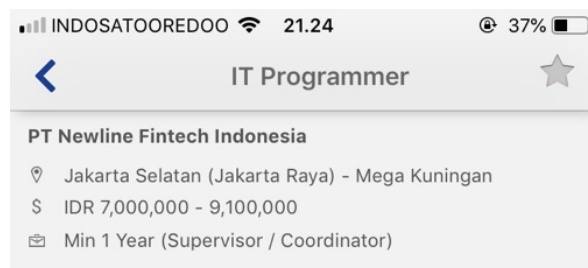 INDOSATOOREDOO 21.24 37%
IT Programmer
PT Newline Fintech Indonesia
Jakarta Selatan (Jakarta Raya) - Mega Kuningan
$ IDR 7,000,000 - 9,100,000
Min 1 Year (Supervisor / Coordinator)